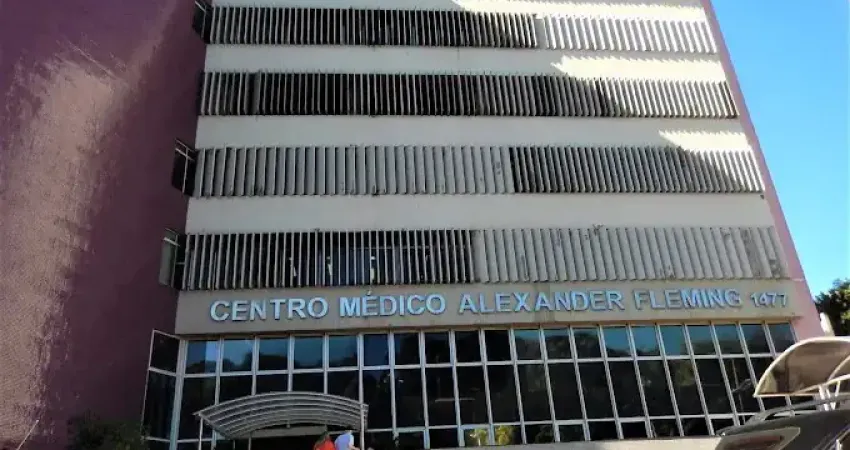 CENTRO MÉDICO ALEXANDER FLEMING 1477